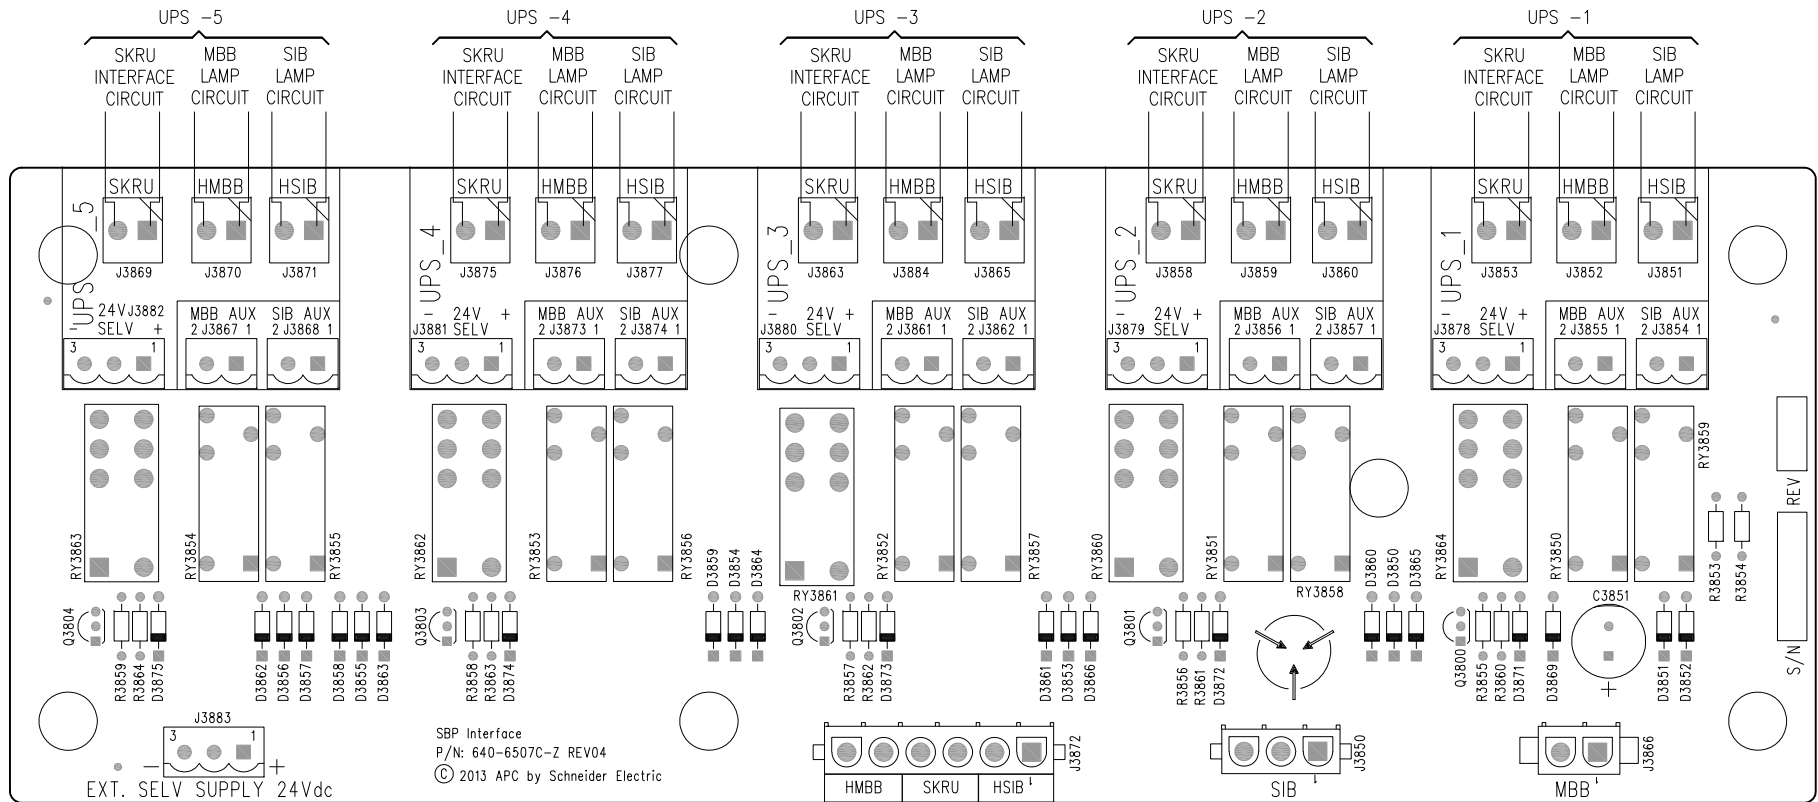 UPS -5 UPS -4 UPS -3 UPS -2 UPS -1
SKRU INTERFACE CIRCUIT MBB LAMP CIRCUIT SIB LAMP CIRCUIT
SKRU INTERFACE CIRCUIT MBB LAMP CIRCUIT SIB LAMP CIRCUIT
SKRU INTERFACE CIRCUIT MBB LAMP CIRCUIT SIB LAMP CIRCUIT
SKRU INTERFACE CIRCUIT MBB LAMP CIRCUIT SIB LAMP CIRCUIT
SKRU INTERFACE CIRCUIT MBB LAMP CIRCUIT SIB LAMP CIRCUIT
SKRU HMBB HSIB SKRU HMBB HSIB SKRU HMBB HSIB SKRU HMBB HSIB SKRU HMBB HSIB
UPS_5 UPS_4 UPS_3 UPS_2 UPS_1
J3869 J3870 J3871 J3875 J3876 J3877 J3863 J3884 J3865 J3858 J3859 J3860 J3853 J3852 J3851
24V J3882 MBB AUX SIB AUX - 24V + MBB AUX SIB AUX - 24V + MBB AUX SIB AUX - 24V + MBB AUX SIB AUX - 24V + MBB AUX SIB AUX
- SELV + 2 J3867 1 2 J3868 1 J3881 SELV 2 J3873 1 2 J3874 1 J3880 SELV 2 J3861 1 2 J3862 1 J3879 SELV 2 J3856 1 2 J3857 1 J3878 SELV 2 J3855 1 2 J3854 1
3 1 3 1 3 1 3 1 3 1
RY3863 RY3854 RY3855 RY3862 RY3853 RY3856 RY3861 RY3852 RY3857 RY3860 RY3851 RY3858 RY3864 RY3850 RY3859
REV
S/N
R3853 R3854
D3859 D3854 D3864
D3860 D3850 D3865
C3851
+
Q3804 R3859 R3864 D3875 D3862 D3856 D3857 D3858 D3855 D3863
Q3803 R3858 R3863 D3874
Q3802 R3857 R3862 D3873 D3861 D3853 D3866
Q3801 R3856 R3861 D3872
Q3800 R3855 R3860 D3871 D3869 D3851 D3852
J3883
3 1
- +
EXT. SELV SUPPLY 24Vdc
SBP Interface
P/N: 640-6507C-Z REV04
© 2013 APC by Schneider Electric
J3872
HMBB SKRU HSIB 1
J3850
SIB 1
J3866
MBB 1